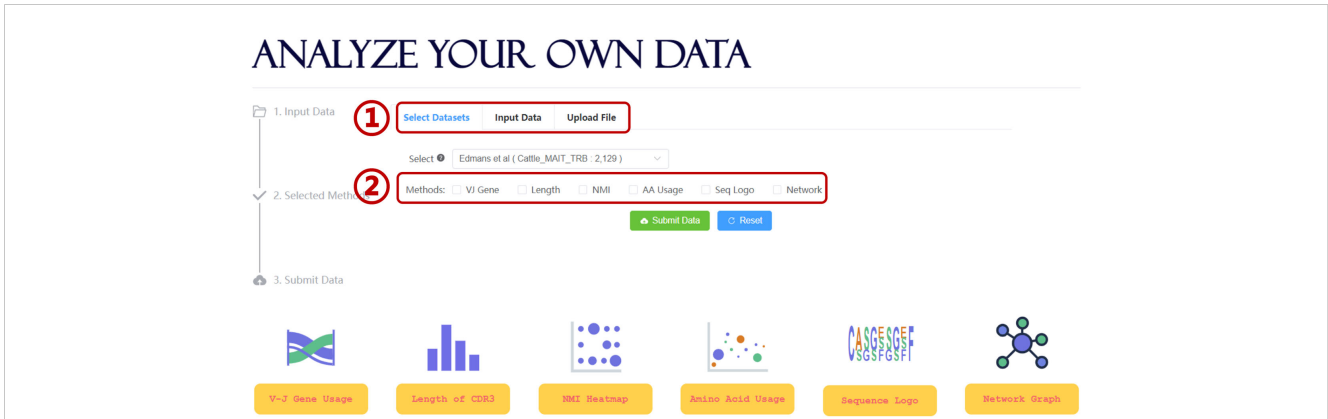 ANALYZE YOUR OWN DATA
1. Input Data
①
Select Datasets Input Data Upload File
Select ? Edmans et al ( Cattle_MAIT_TRB : 2,129 )
2. Selected Methods
②
Methods: VJ Gene Length NMI AA Usage Seq Logo Network
Submit Data Reset
3. Submit Data
V-J Gene Usage Length of CDR3 NMI Heatmap Amino Acid Usage Sequence Logo Network Graph